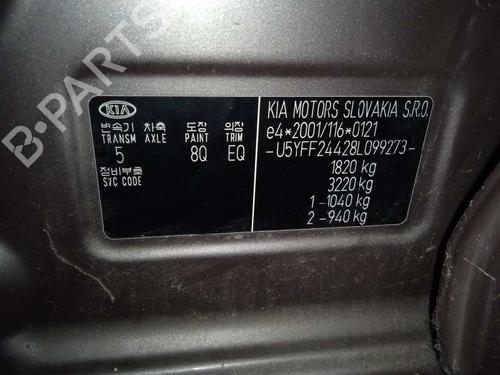 KIA
변속기 차축 도장 의장
TRANSM AXLE PAINT TRIM
5 8Q EQ
정비부호
SVC CODE
KIA MOTORS SLOVAKIA S.R.O.
e4*2001/116*0121
-U5YFF24428L099273-
1820 kg
3220 kg
1-1040 kg
2-940 kg
B-PARTS